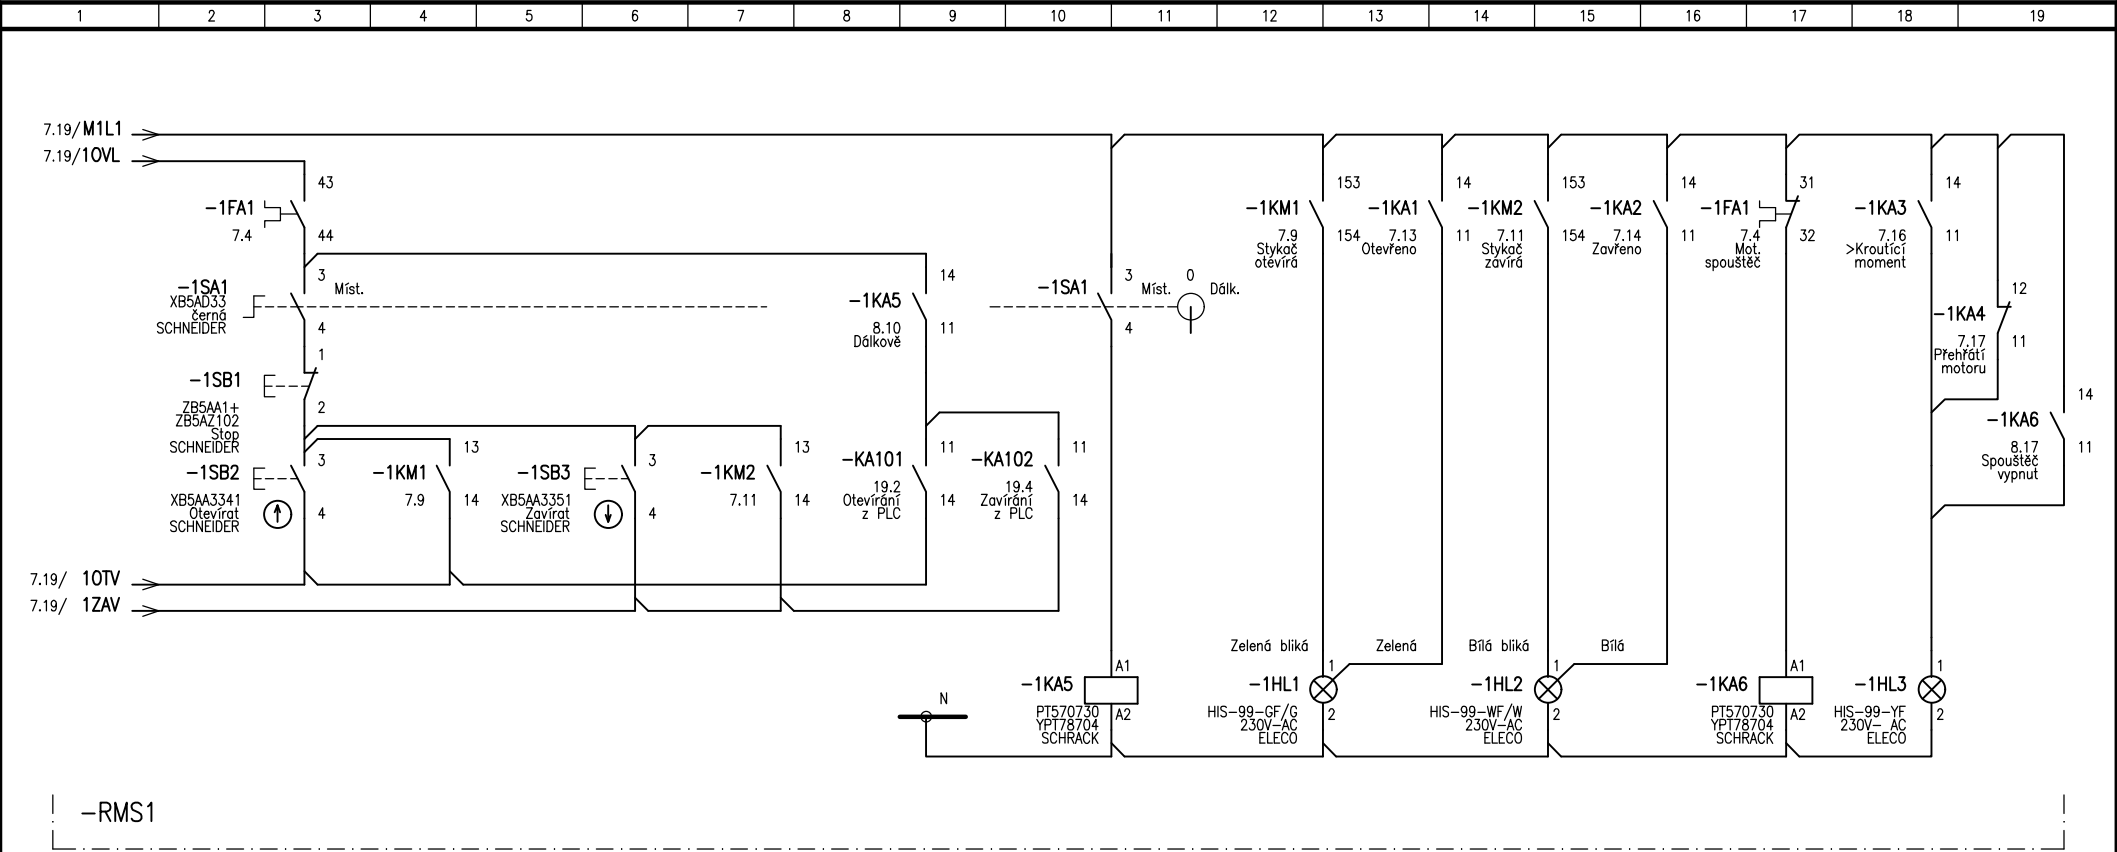 1 2 3 4 5 6 7 8 9 10 11 12 13 14 15 16 17 18 19
7.19/M1L1
7.19/1OVL
43
-1FA1
7.4
44
3
-1SA1
XB5AD33
černá
SCHNEIDER
Míst.
4
1
-1SB1
ZB5AA1+
ZB5AZ102
Stop
SCHNEIDER
2
3
-1SB2
XB5AA3341
Otevírat
SCHNEIDER
4
13
-1KM1
7.9
14
3
-1SB3
XB5AA3351
Zavírat
SCHNEIDER
4
13
-1KM2
7.11
14
14
-1KA5
8.10
Dálkově
11
11
-KA101
19.2
Otevírání
z PLC
14
11
-KA102
19.4
Zavírání
z PLC
14
7.19/ 1OTV
7.19/ 1ZAV
3
-1SA1
4
Míst.
0
Dálk.
153
-1KM1
7.9
Stykač
otevírá
154
14
-1KA1
7.13
Otevřeno
11
153
-1KM2
7.11
Stykač
zavírá
154
14
-1KA2
7.14
Zavřeno
11
31
-1FA1
7.4
Mot.
spouštěč
32
14
-1KA3
7.16
>Kroutící
moment
11
12
-1KA4
7.17
Přehřátí
motoru
11
14
-1KA6
8.17
Spouštěč
vypnut
11
Zelená bliká
Zelená
Bílá bliká
Bílá
N
A1
-1KA5
PT570730
YPT78704
SCHRACK
A2
1
-1HL1
HIS-99-GF/G
230V-AC
ELECO
2
1
-1HL2
HIS-99-WF/W
230V-AC
ELECO
2
A1
-1KA6
PT570730
YPT78704
SCHRACK
A2
1
-1HL3
HIS-99-YF
230V- AC
ELECO
2
-RMS1